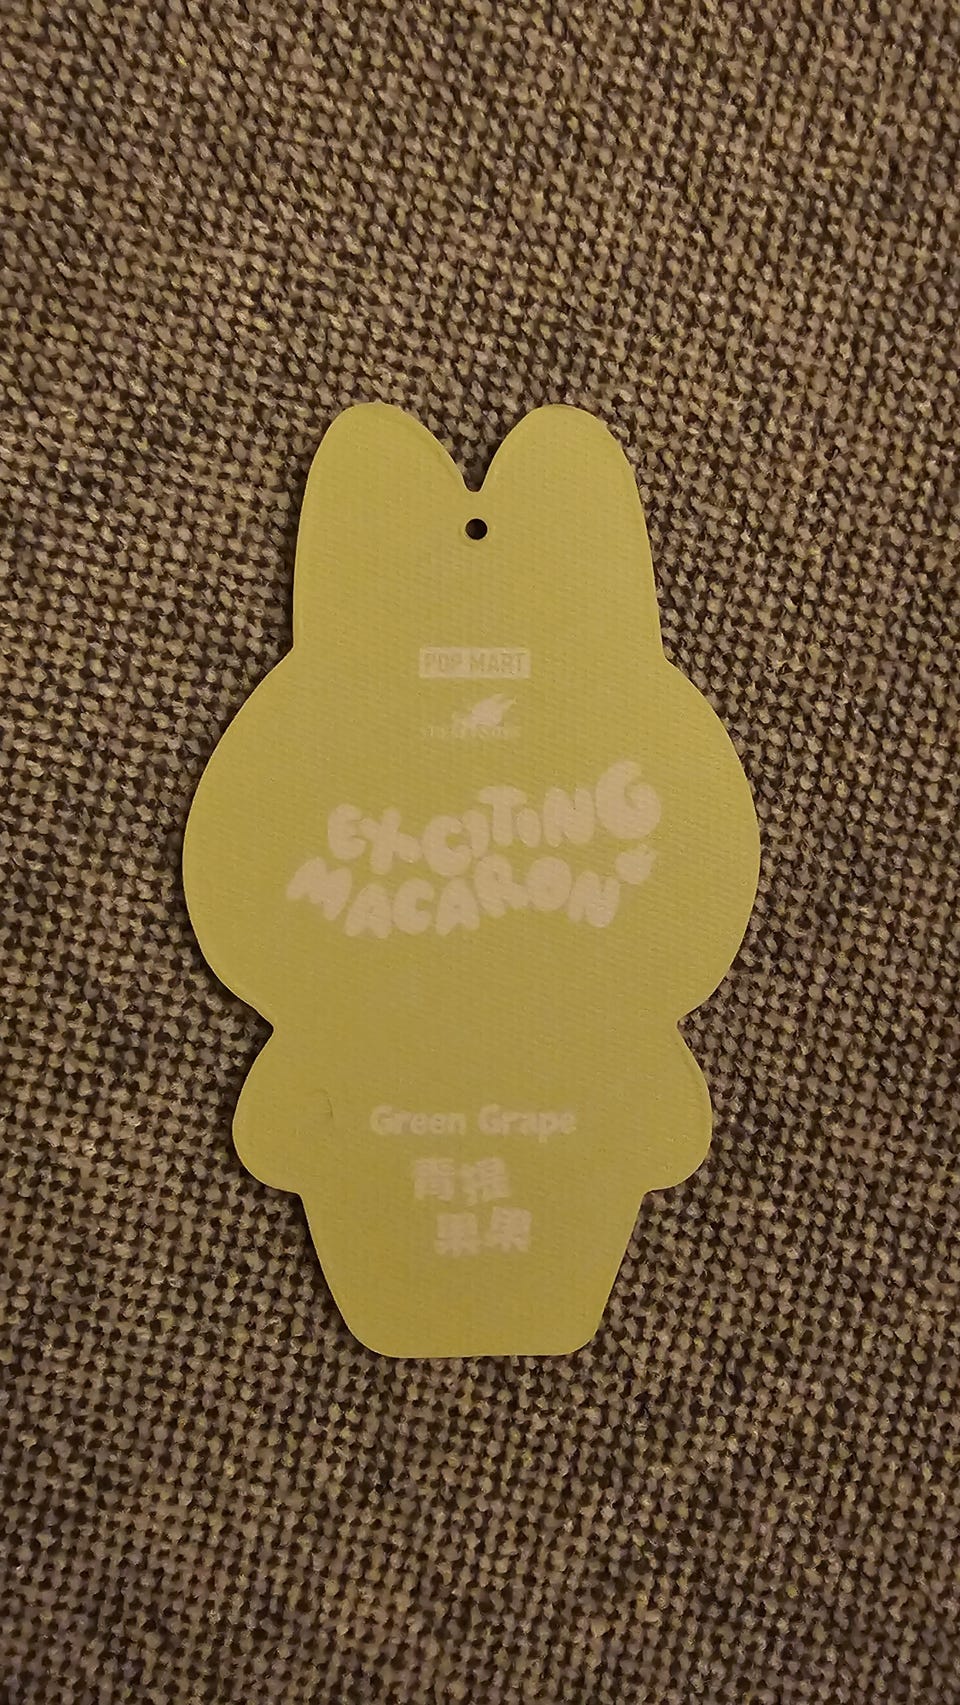 POP MART
EXCITING
MACARON
Green Grape
青提
果果